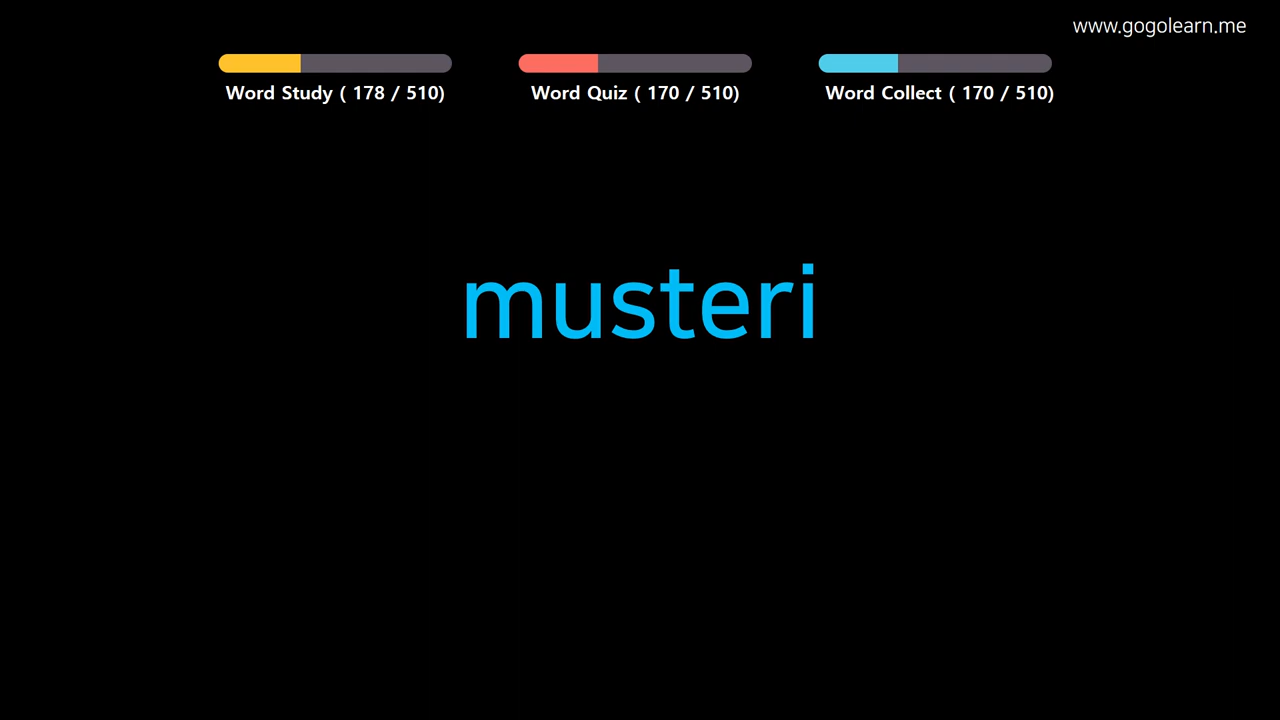 www.gogolearn.me
Word Study ( 178 / 510)
Word Quiz ( 170 / 510)
Word Collect ( 170 / 510)
musteri